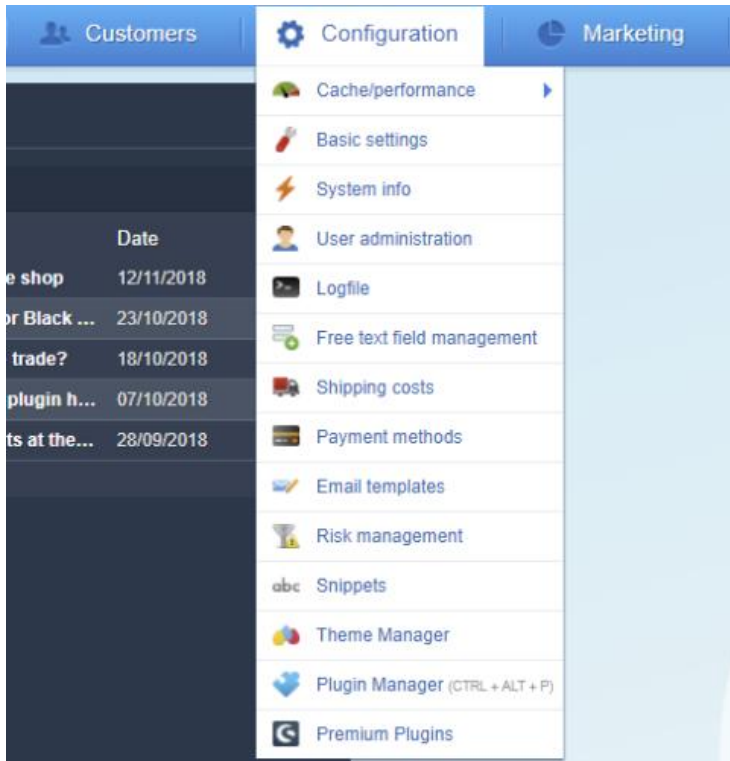 Customers
Configuration
Marketing
Cache/performance
Basic settings
System info
User administration
Logfile
Free text field management
Shipping costs
Payment methods
Email templates
Risk management
abc Snippets
Theme Manager
Plugin Manager (CTRL + ALT + P)
Premium Plugins
Date
e shop 12/11/2018
or Black ... 23/10/2018
trade? 18/10/2018
plugin h... 07/10/2018
ts at the... 28/09/2018